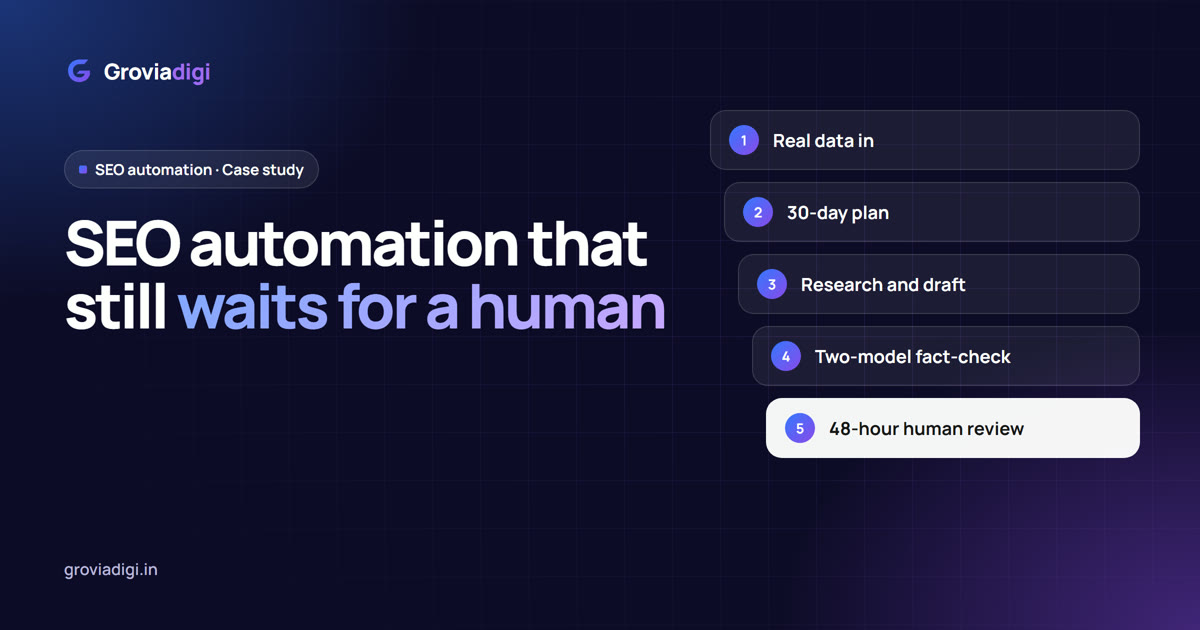 Groviadigi
SEO automation · Case study
SEO automation that
still waits for a human
1 Real data in
2 30-day plan
3 Research and draft
4 Two-model fact-check
5 48-hour human review
groviadigi.in